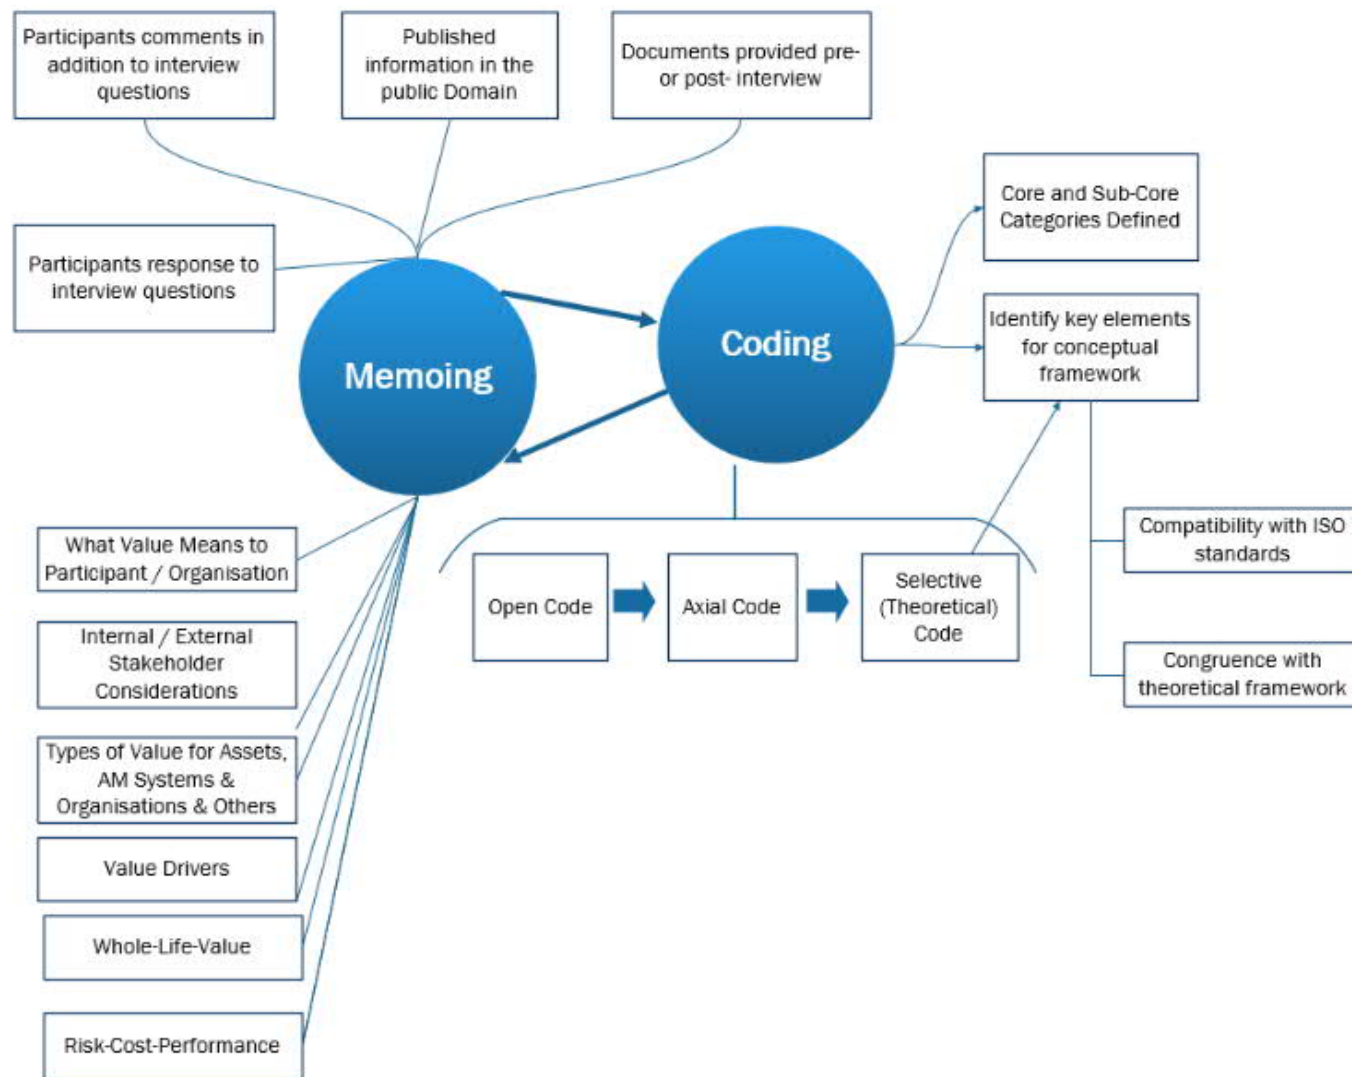 Participants comments in
addition to interview
questions
Published
information in the
public Domain
Documents provided pre-
or post- interview
Participants response to
interview questions
Core and Sub-Core
Categories Defined
Identify key elements
for conceptual
framework
Memoing
Coding
What Value Means to
Participant / Organisation
Internal / External
Stakeholder
Considerations
Types of Value for Assets,
AM Systems &
Organisations & Others
Value Drivers
Whole-Life-Value
Risk-Cost-Performance
Open Code
Axial Code
Selective
(Theoretical)
Code
Compatibility with ISO
standards
Congruence with
theoretical framework